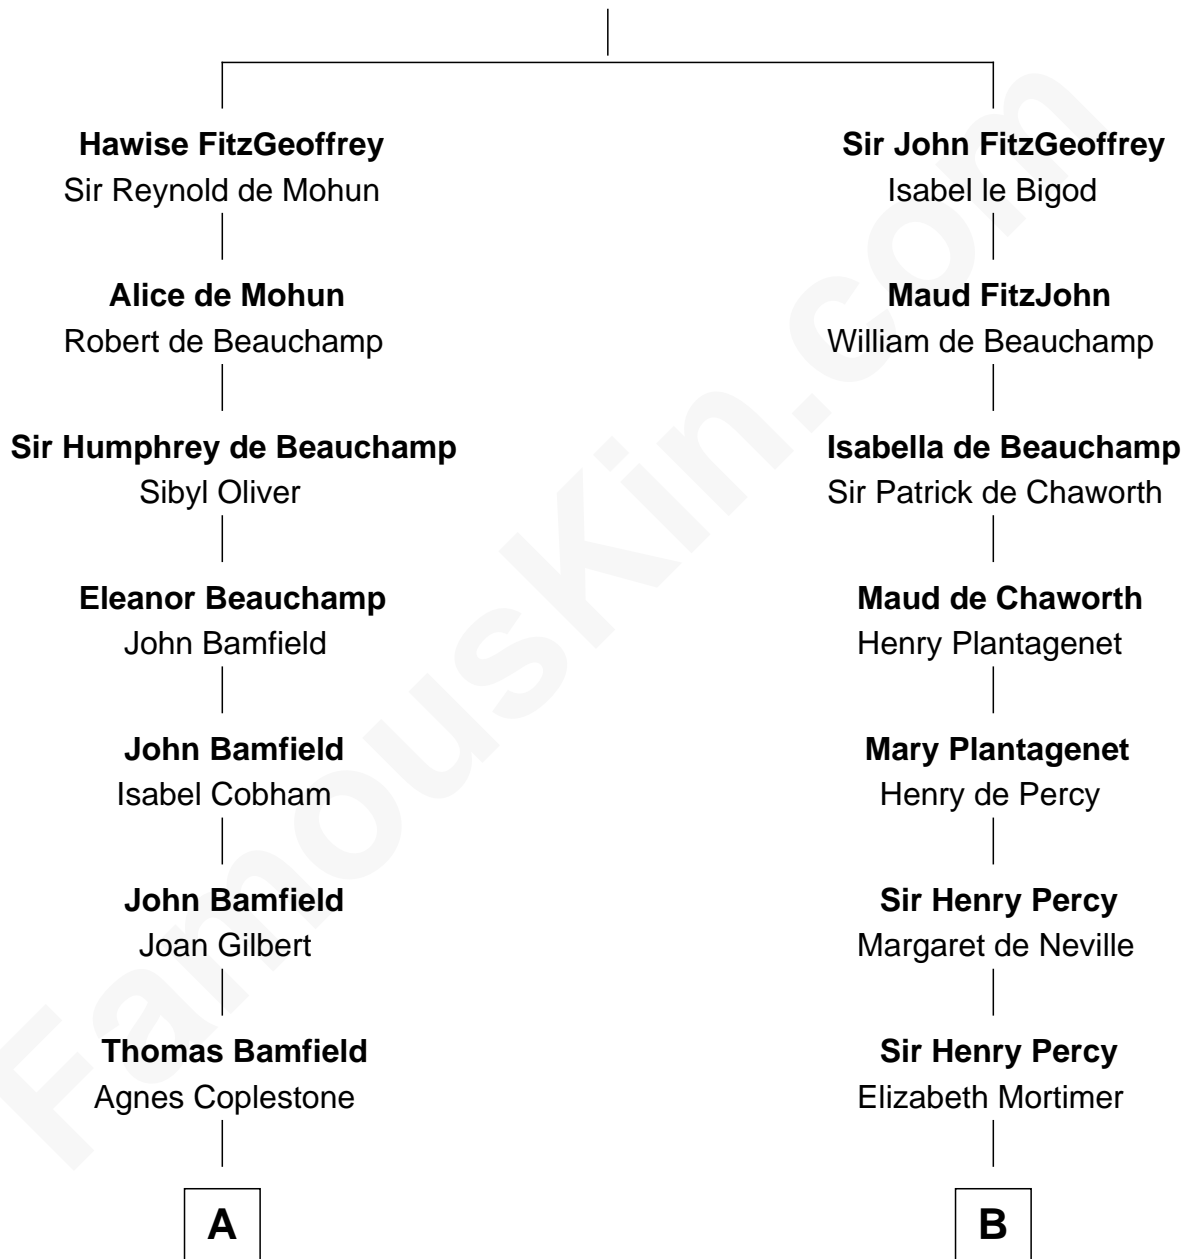 Hawise FitzGeoffrey
Sir Reynold de Mohun
Alice de Mohun
Robert de Beauchamp
Sir Humphrey de Beauchamp
Sibyl Oliver
Eleanor Beauchamp
John Bamfield
John Bamfield
Isabel Cobham
John Bamfield
Joan Gilbert
Thomas Bamfield
Agnes Coplestone
A
Sir John FitzGeoffrey
Isabel le Bigod
Maud FitzJohn
William de Beauchamp
Isabella de Beauchamp
Sir Patrick de Chaworth
Maud de Chaworth
Henry Plantagenet
Mary Plantagenet
Henry de Percy
Sir Henry Percy
Margaret de Neville
Sir Henry Percy
Elizabeth Mortimer
B
FamousKin.com